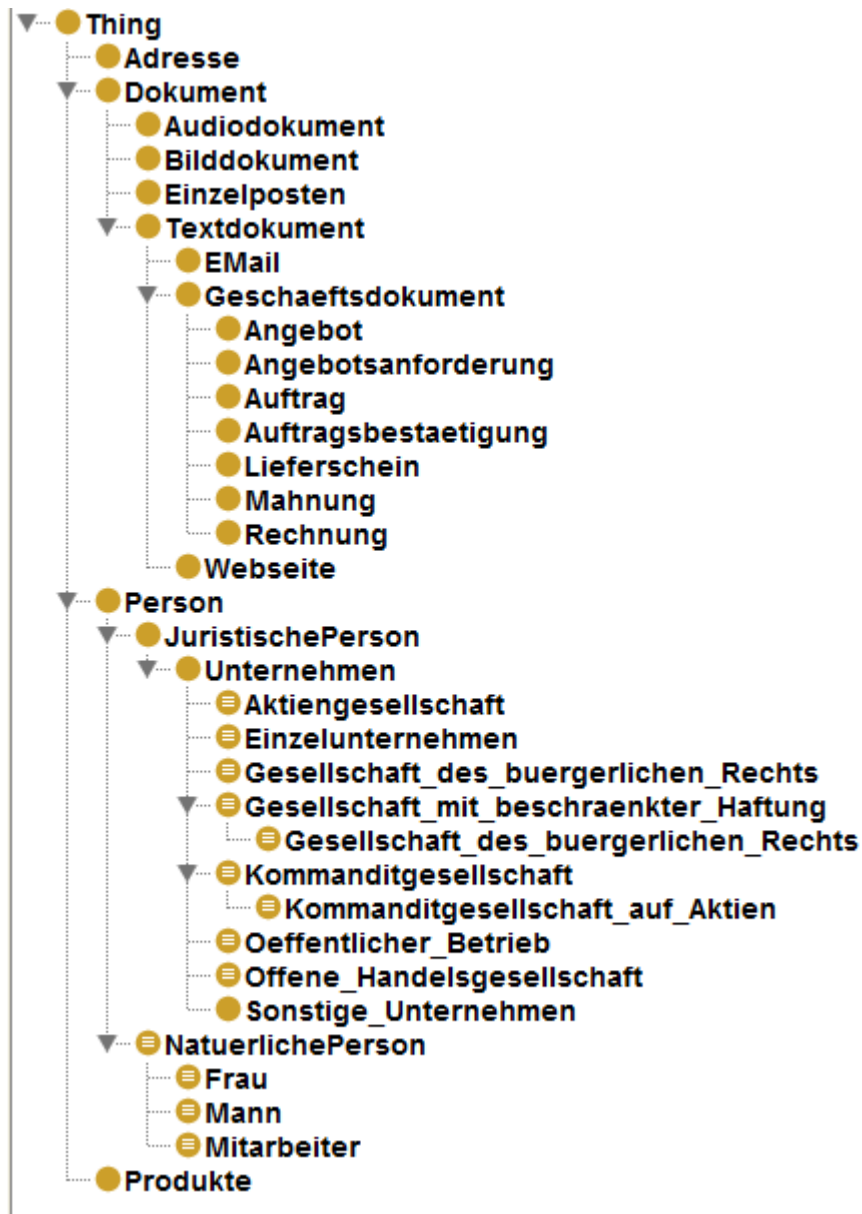 Thing
Adresse
Dokument
Audiodokument
Bilddokument
Einzelposten
Textdokument
EMail
Geschaeftsdokument
Angebot
Angebotsanforderung
Auftrag
Auftragsbestaetigung
Lieferschein
Mahnung
Rechnung
Webseite
Person
JuristischePerson
Unternehmen
Aktiengesellschaft
Einzelunternehmen
Gesellschaft_des_buergerlichen_Rechts
Gesellschaft_mit_beschraenkter_Haftung
Gesellschaft_des_buergerlichen_Rechts
Kommanditgesellschaft
Kommanditgesellschaft_auf_Aktien
Oeffentlicher_Betrieb
Offene_Handelsgesellschaft
Sonstige_Unternehmen
NatuerlichePerson
Frau
Mann
Mitarbeiter
Produkte